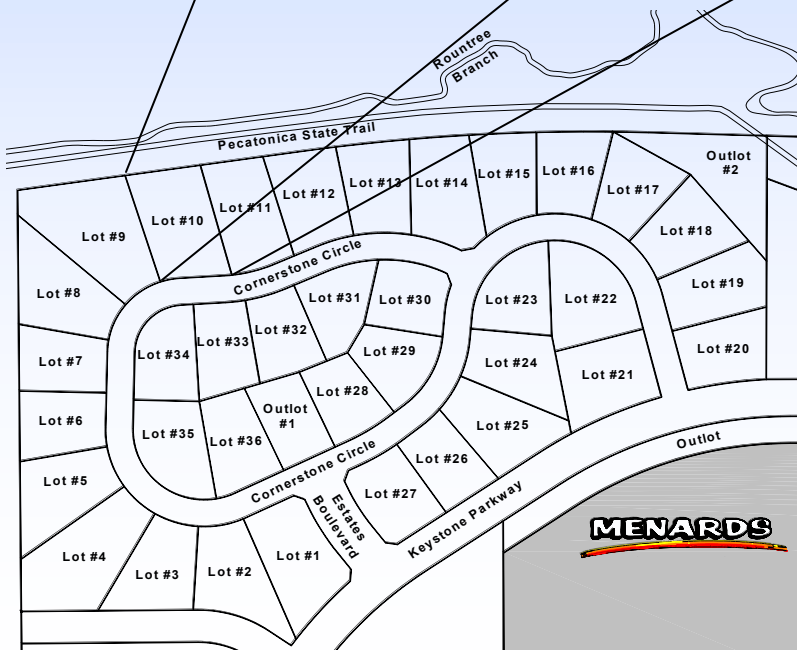 Rountree
Branch
Pecatonica State Trail
Outlot
#2
Lot #9
Lot #10
Lot #11
Lot #12
Lot #13
Lot #14
Lot #15
Lot #16
Lot #17
Lot #18
Lot #19
Lot #20
Cornerstone Circle
Lot #8
Lot #7
Lot #6
Lot #5
Lot #4
Lot #3
Lot #2
Lot #1
Lot #34
Lot #33
Lot #32
Lot #31
Lot #30
Lot #29
Lot #28
Outlot
#1
Lot #36
Lot #35
Lot #23
Lot #22
Lot #24
Lot #21
Lot #25
Lot #26
Lot #27
Cornerstone Circle
Estates
Boulevard
Keystone Parkway
Outlot
MENARDS